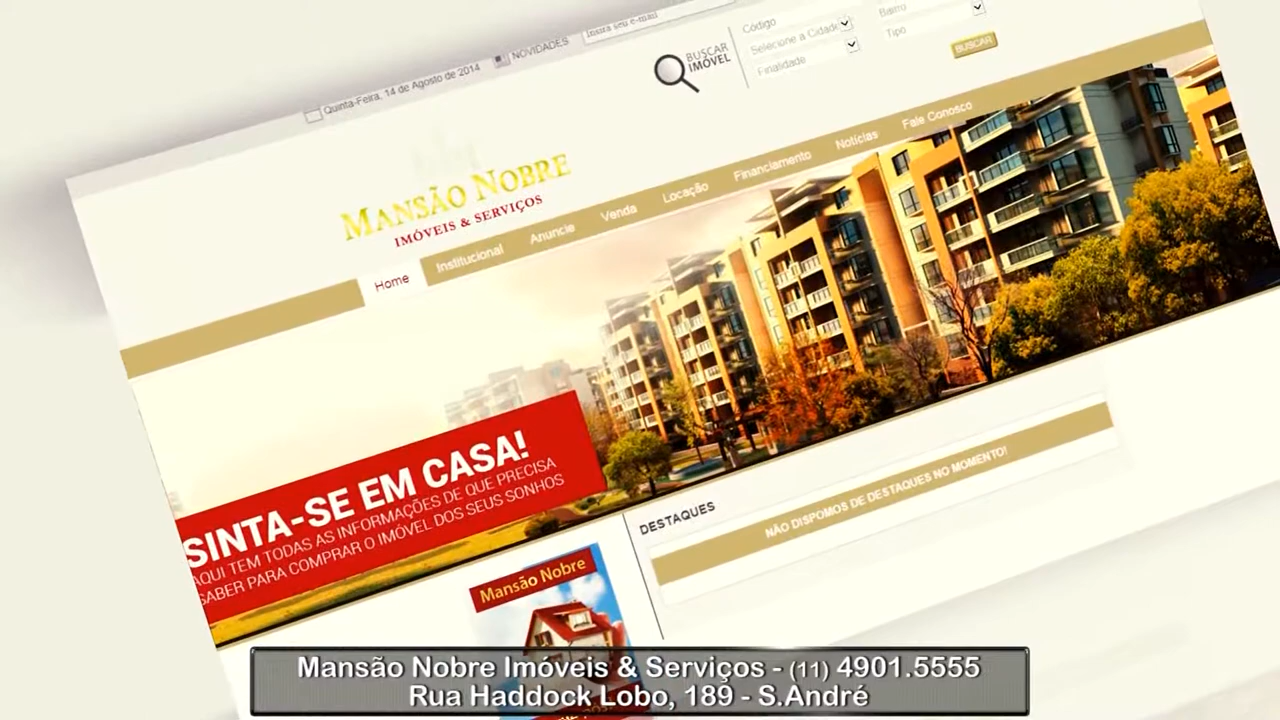 Insira seu e-mail
Quinta-Feira, 14 de Agosto de 2014
NOVIDADES
BUSCAR
IMÓVEL
Código
Selecione a Cidade
Finalidade
Bairro
Tipo
BUSCAR
MANSÃO NOBRE
IMÓVEIS & SERVIÇOS
Home
Institucional
Anuncie
Venda
Locação
Financiamento
Notícias
Fale Conosco
SINTA-SE EM CASA!
AQUI TEM TODAS AS INFORMAÇÕES DE QUE PRECISA
SABER PARA COMPRAR O IMÓVEL DOS SEUS SONHOS
DESTAQUES
NÃO DISPOMOS DE DESTAQUES NO MOMENTO!
Mansão Nobre
Mansão Nobre Imóveis & Serviços - (11) 4901.5555
Rua Haddock Lobo, 189 - S.André